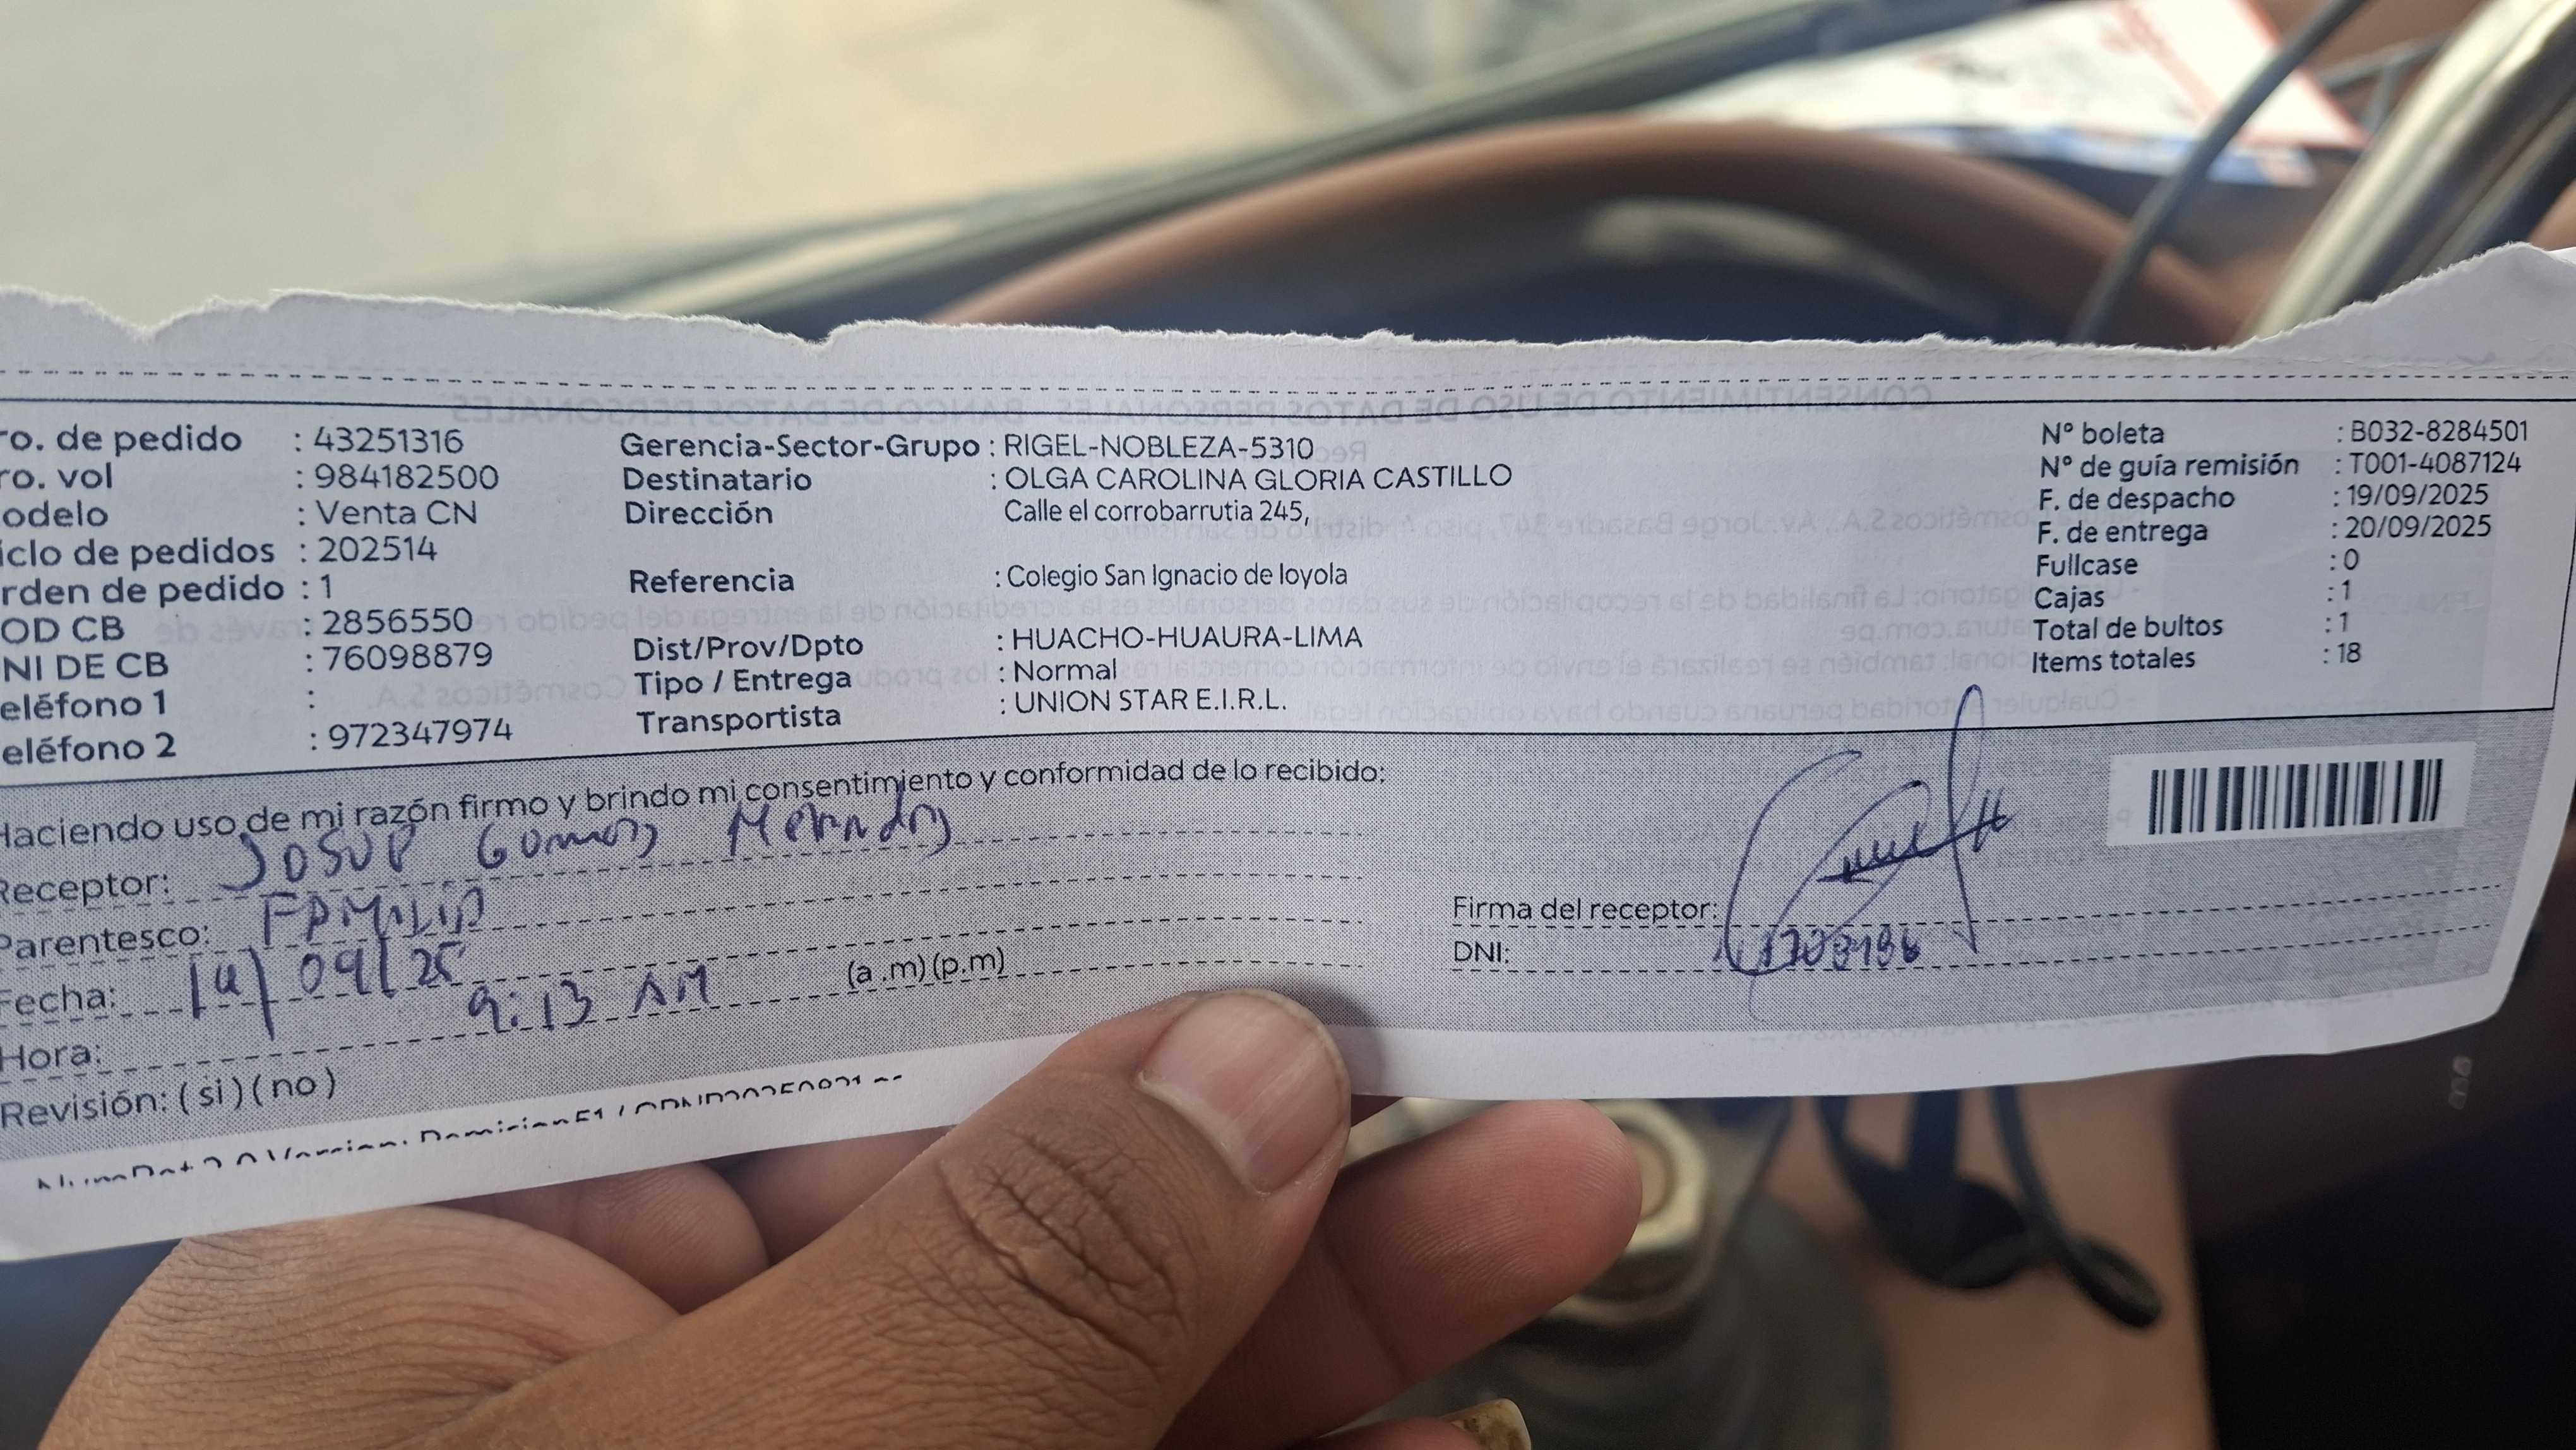 ro. de pedido : 43251316
ro. vol : 984182500
odelo : Venta CN
iclo de pedidos : 202514
rden de pedido : 1
OD CB : 2856550
NI DE CB : 76098879
eléfono 1 :
eléfono 2 : 972347974
Gerencia-Sector-Grupo : RIGEL-NOBLEZA-5310
Destinatario : OLGA CAROLINA GLORIA CASTILLO
Dirección Calle el corrobarrutia 245,
Referencia : Colegio San Ignacio de loyola
Dist/Prov/Dpto : HUACHO-HUAURA-LIMA
Tipo / Entrega : Normal
Transportista : UNION STAR E.I.R.L.
N° boleta : B032-8284501
N° de guía remisión : T001-4087124
F. de despacho : 19/09/2025
F. de entrega : 20/09/2025
Fullcase : 0
Cajas : 1
Total de bultos : 1
Items totales : 18
Haciendo uso de mi razón firmo y brindo mi consentimiento y conformidad de lo recibido:
Receptor: Josue Gomez
Parentesco: FAMILIA
Fecha: 19/09/25
Hora: 9:13 AM (a.m)(p.m)
Revisión: (si)(no)
Firma del receptor:
DNI: